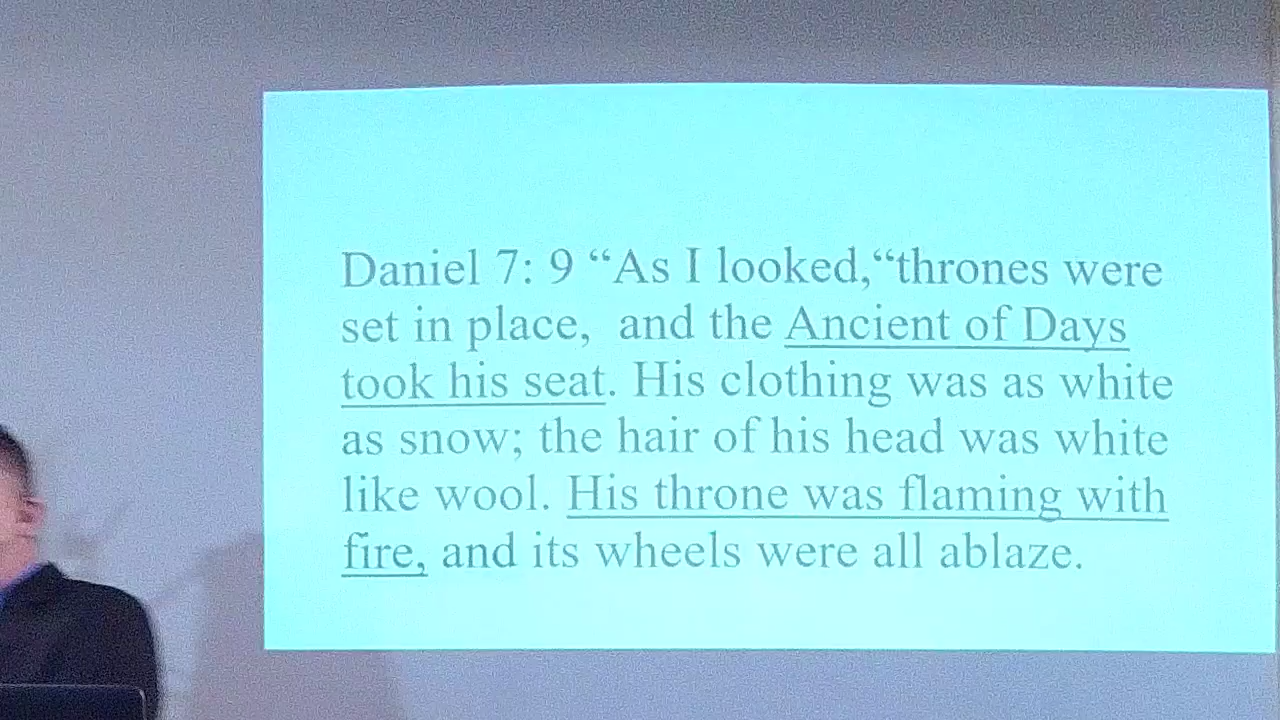 Daniel 7: 9 “As I looked,“thrones were
set in place,  and the Ancient of Days
took his seat. His clothing was as white
as snow; the hair of his head was white
like wool. His throne was flaming with
fire, and its wheels were all ablaze.